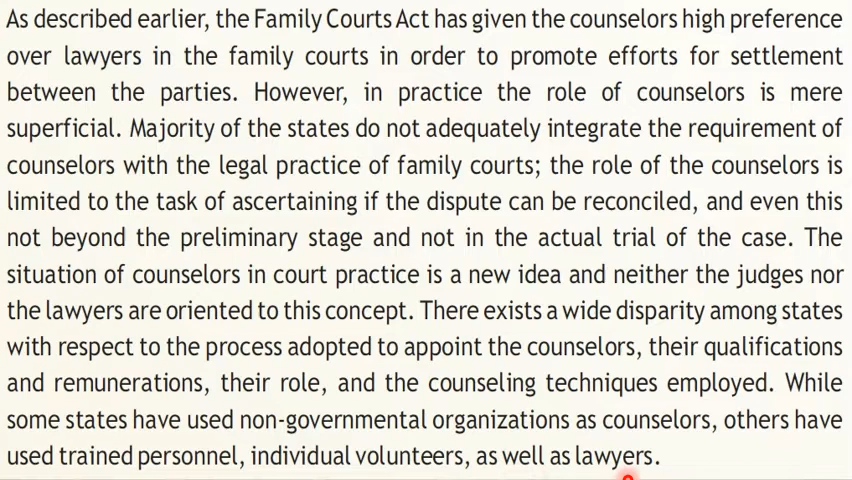 As described earlier, the Family Courts Act has given the counselors high preference
over lawyers in the family courts in order to promote efforts for settlement
between the parties. However, in practice the role of counselors is mere
superficial. Majority of the states do not adequately integrate the requirement of
counselors with the legal practice of family courts; the role of the counselors is
limited to the task of ascertaining if the dispute can be reconciled, and even this
not beyond the preliminary stage and not in the actual trial of the case. The
situation of counselors in court practice is a new idea and neither the judges nor
the lawyers are oriented to this concept. There exists a wide disparity among states
with respect to the process adopted to appoint the counselors, their qualifications
and remunerations, their role, and the counseling techniques employed. While
some states have used non-governmental organizations as counselors, others have
used trained personnel, individual volunteers, as well as lawyers.